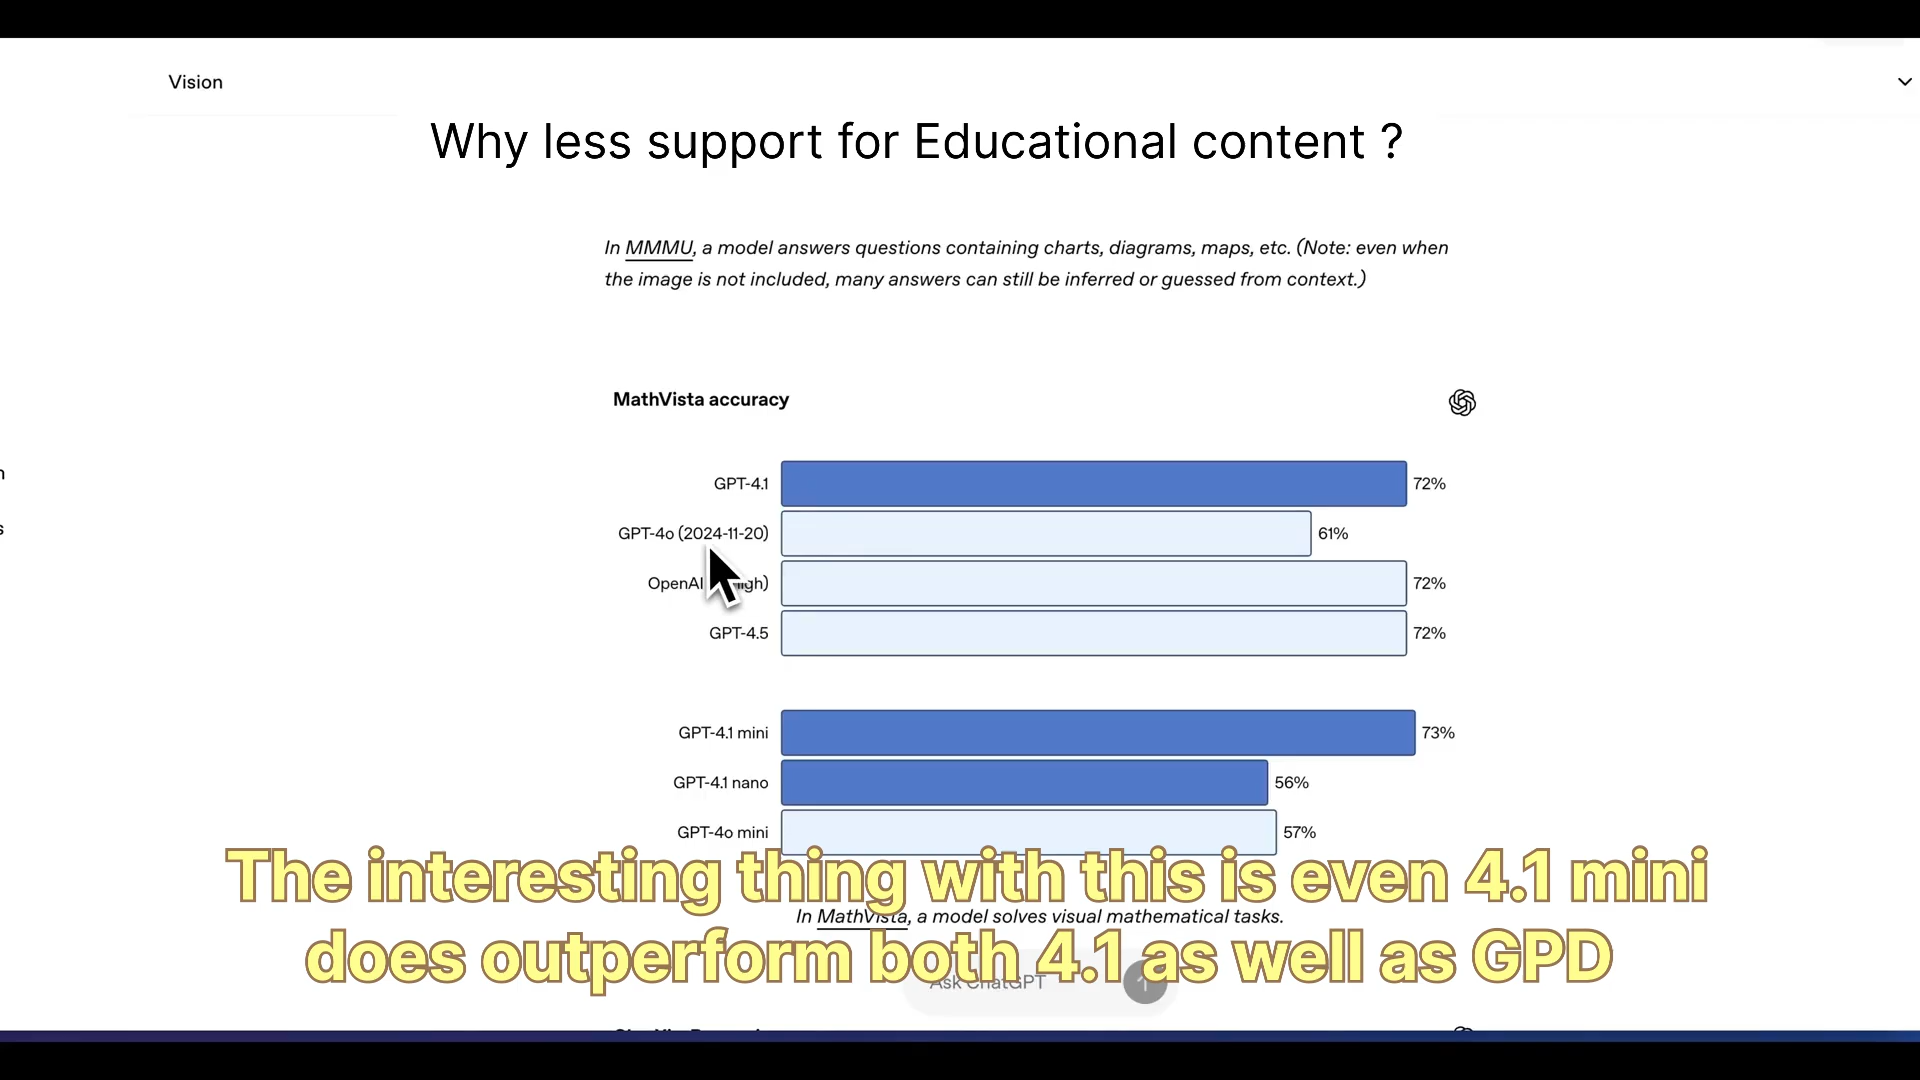 Vision
Why less support for Educational content ?
In MMMU, a model answers questions containing charts, diagrams, maps, etc. (Note: even when
the image is not included, many answers can still be inferred or guessed from context.)
MathVista accuracy
GPT-4.1 72%
GPT-4o (2024-11-20) 61%
OpenAI high) 72%
GPT-4.5 72%
GPT-4.1 mini 73%
GPT-4.1 nano 56%
GPT-4o mini 57%
The interesting thing with this is even 4.1 mini
In MathVista, a model solves visual mathematical tasks.
does outperform both 4.1 as well as GPD
Ask ChatGPT